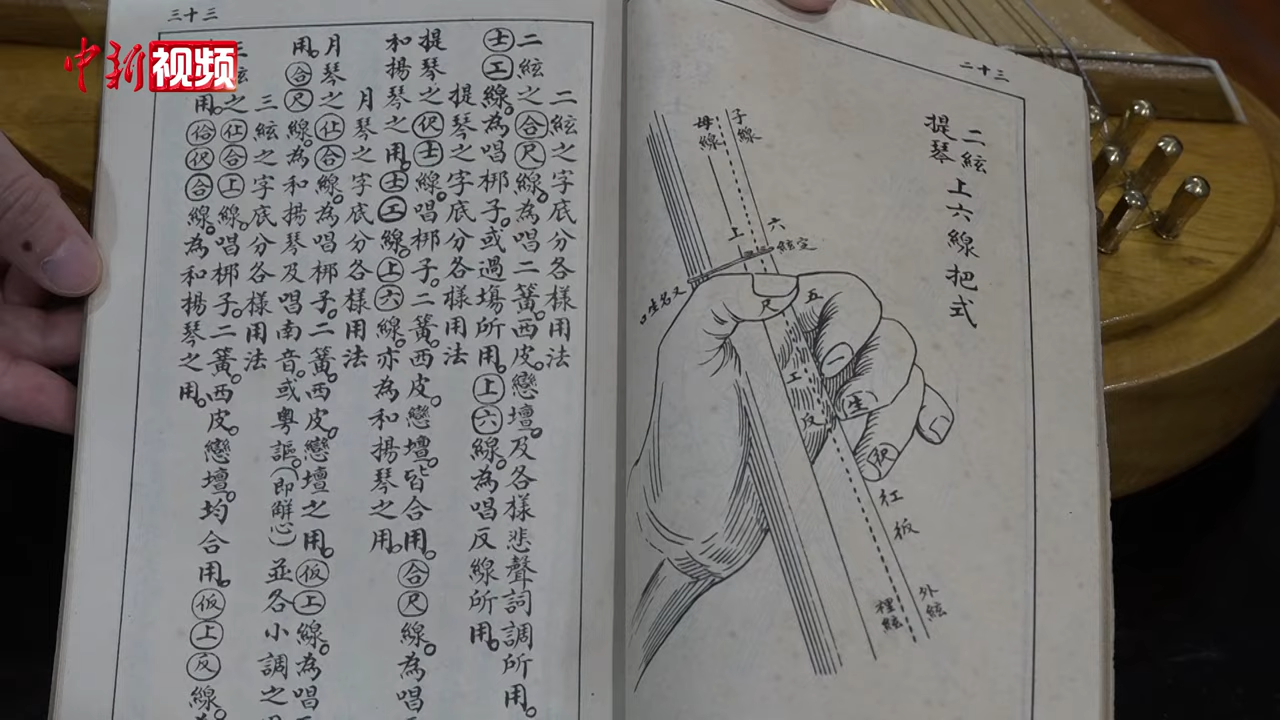 中新视频
二十三
二絃
提琴
上六線把式
子線
母線
上
六
絃定
又名生口
尺
五
工
反
生
伬
紅
板
外絃
裡絃
三十三
二絃之字底分各樣用法
二絃之合尺線。為唱二簧。西皮。戀壇。及各樣悲聲詞調所用。
士工線。為唱梆子。或過塲所用。上六線。為唱反線所用。
提琴之字底分各樣用法
提琴之伬士線。唱梆子。二簧。西皮。戀壇。皆合用。合尺線。為唱
和揚琴之用。士工線。上六線。亦為和揚琴之用。
月琴之字底分各樣用法
月琴之仩合線。為唱梆子。二簧。西皮。戀壇之用。仮工線。為唱
用。合尺線。為和揚琴及唱南音。或粤謳。(即解心)並各小調之
三絃之字底分各樣用法
三絃之仩合上線。唱梆子。二簧。西皮。戀壇均合用。仮上反線。
用。佮伬合線。為和揚琴之用。